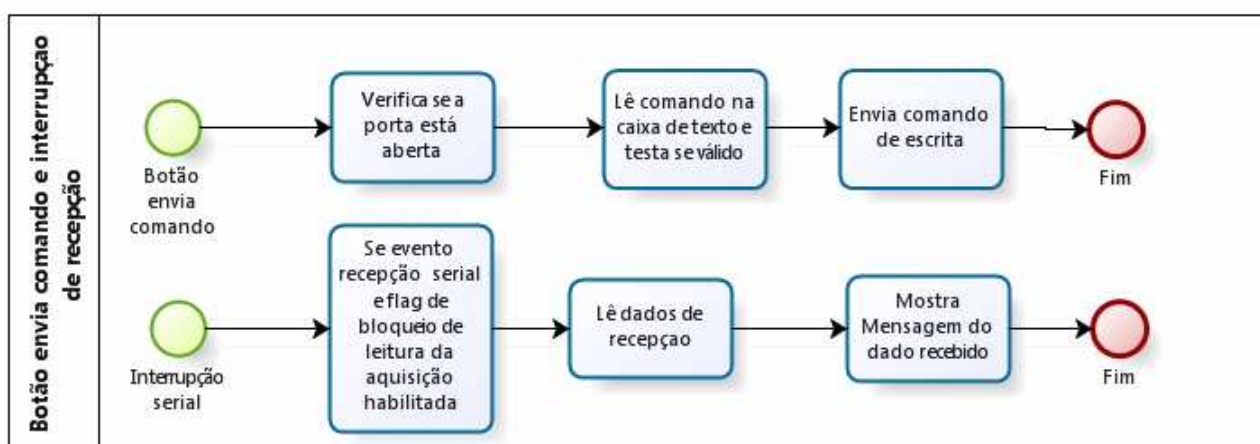 Botão envia comando e interrupçao
de recepção
Botão
envia
comando
Verifica se a
porta está
aberta
Lê comando na
caixa de texto e
testa se válido
Envia comando
de escrita
Fim
Interrupção
serial
Se evento
recepção serial
e flag de
bloqueio de
leitura da
aquisição
habilitada
Lê dados de
recepçao
Mostra
Mensagem do
dado recebido
Fim